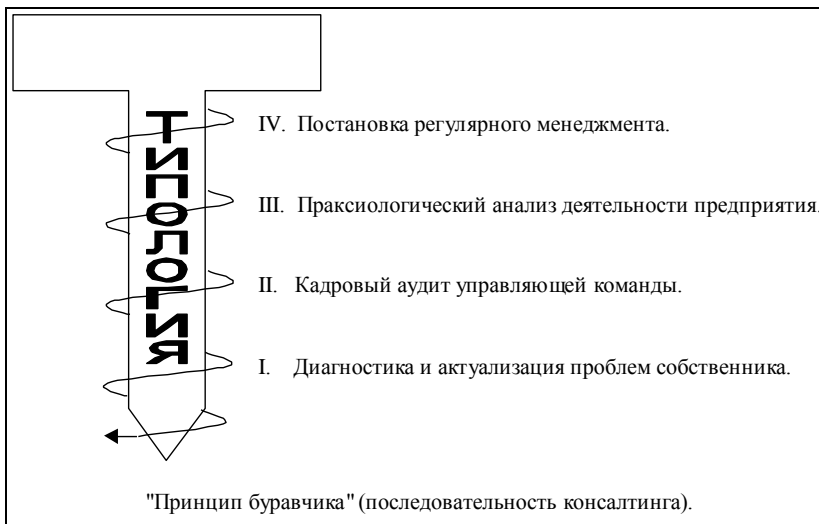 ТИПОЛОГИЯ
IV. Постановка регулярного менеджмента.
III. Праксиологический анализ деятельности предприятия.
II. Кадровый аудит управляющей команды.
I. Диагностика и актуализация проблем собственника.
"Принцип буравчика" (последовательность консалтинга).